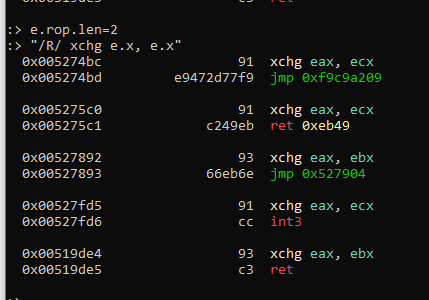 :> e.rop.len=2
:> "/R/ xchg e.x, e.x"
0x005274bc 91 xchg eax, ecx
0x005274bd e9472d77f9 jmp 0xf9c9a209
0x005275c0 91 xchg eax, ecx
0x005275c1 c249eb ret 0xeb49
0x00527892 93 xchg eax, ebx
0x00527893 66eb6e jmp 0x527904
0x00527fd5 91 xchg eax, ecx
0x00527fd6 cc int3
0x00519de4 93 xchg eax, ebx
0x00519de5 c3 ret